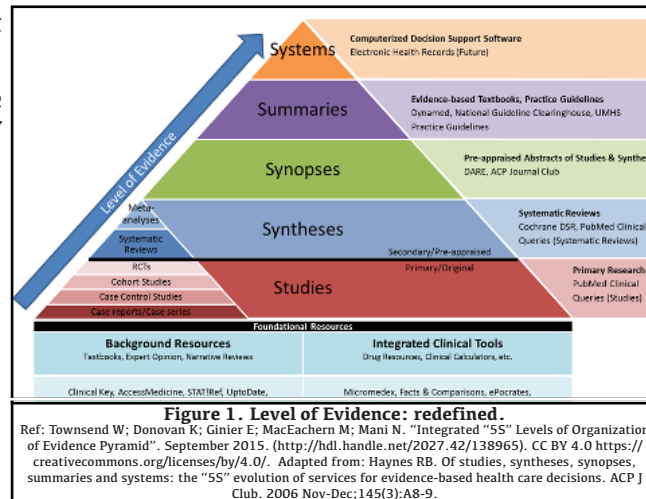 Systems
Computerized Decision Support Software
Electronic Health Records (Future)
Level of Evidence
Summaries
Evidence-based Textbooks, Practice Guidelines
Dynamed, National Guideline Clearinghouse, UMHS
Practice Guidelines
Synopses
Pre-appraised Abstracts of Studies & Synthe
DARE, ACP Journal Club
Meta-
analyses
Systematic
Reviews
Syntheses
Systematic Reviews
Cochrane DSR, PubMed Clinical
Queries (Systematic Reviews)
Secondary/Pre-appraised
Primary/Original
RCTs
Cohort Studies
Case Control Studies
Case reports/Case series
Studies
Primary Research
PubMed Clinical
Queries (Studies)
Foundational Resources
Background Resources
Textbooks, Expert Opinion, Narrative Reviews
Integrated Clinical Tools
Drug Resources, Clinical Calculators, etc.
Clinical Key, AccessMedicine, STAT!Ref, UptoDate,
Micromedex, Facts & Comparisons, ePocrates,
Figure 1. Level of Evidence: redefined.
Ref: Townsend W; Donovan K; Ginier E; MacEachern M; Mani N. “Integrated “5S” Levels of Organization
of Evidence Pyramid”. September 2015. (http://hdl.handle.net/2027.42/138965). CC BY 4.0 https://
creativecommons.org/licenses/by/4.0/. Adapted from: Haynes RB. Of studies, syntheses, synopses,
summaries and systems: the “5S” evolution of services for evidence-based health care decisions. ACP J
Club. 2006 Nov-Dec;145(3):A8-9.